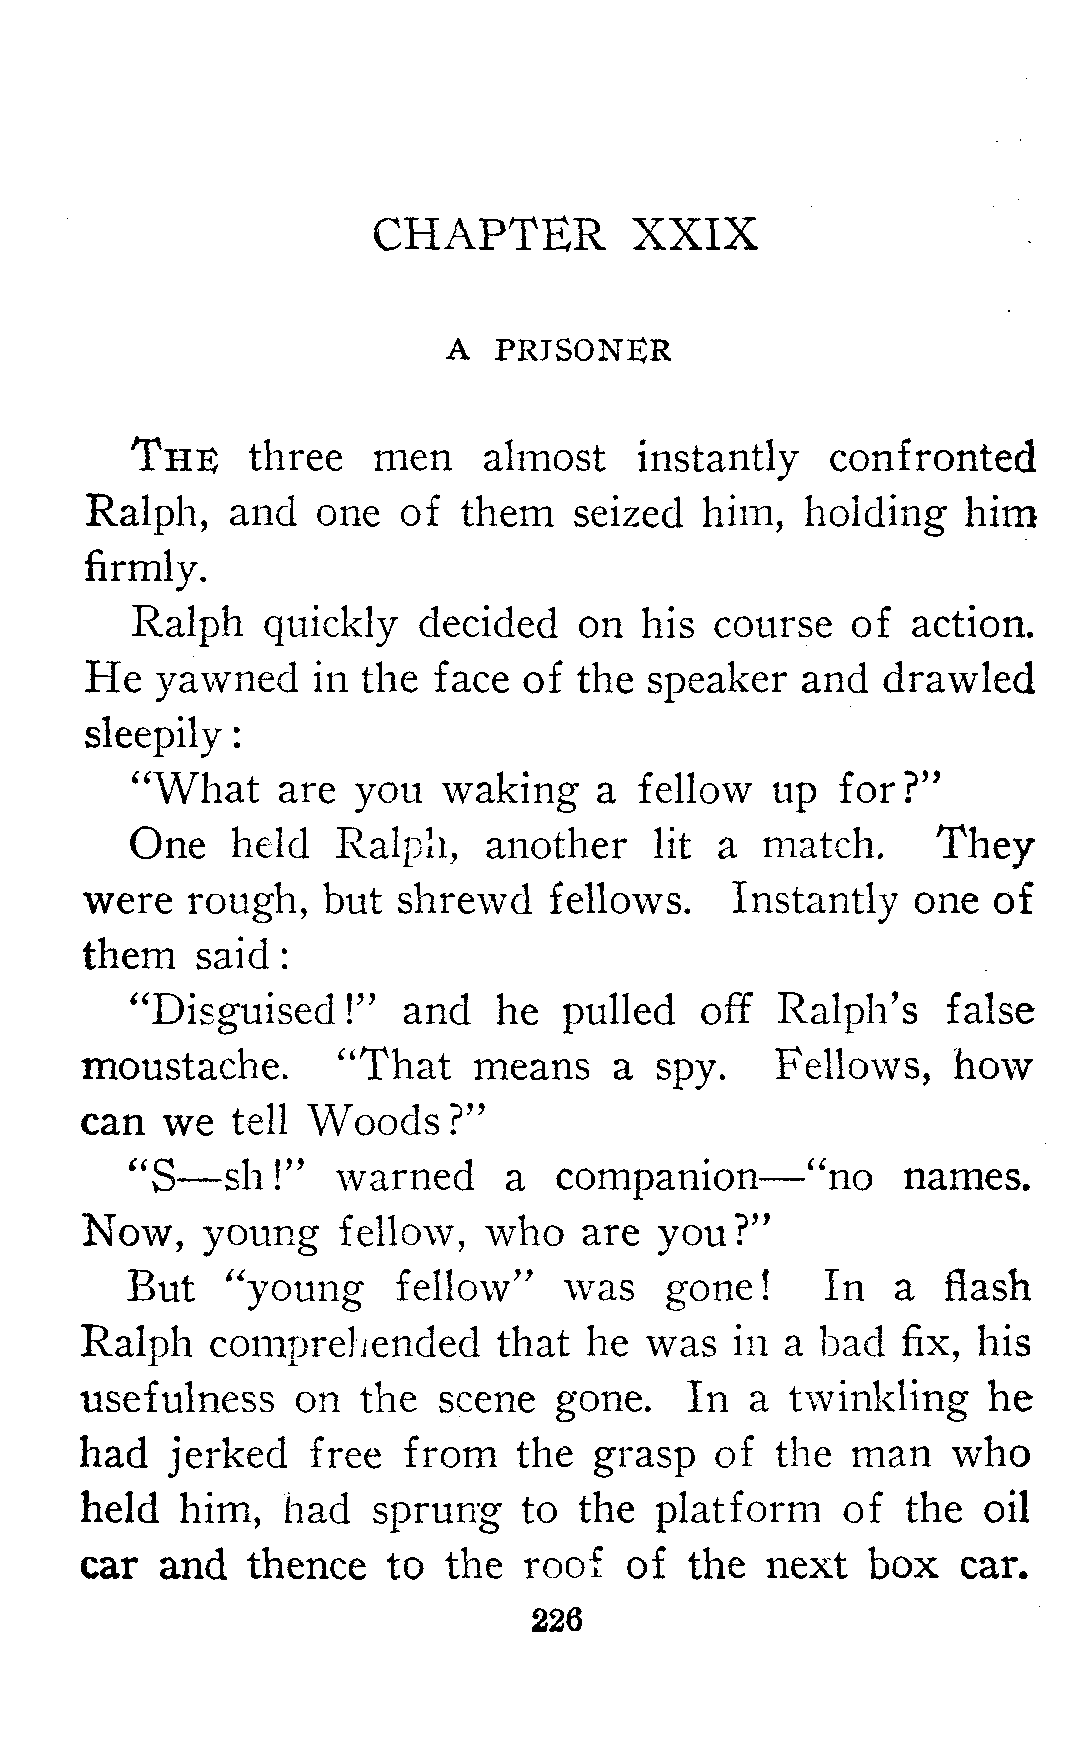 CHAPTER XXIX
A PRISONER
THE three men almost instantly confronted
Ralph, and one of them seized him, holding him
firmly.
Ralph quickly decided on his course of action.
He yawned in the face of the speaker and drawled
sleepily:
“What are you waking a fellow up for?”
One held Ralph, another lit a match. They
were rough, but shrewd fellows. Instantly one of
them said:
“Disguised!” and he pulled off Ralph’s false
moustache. “That means a spy. Fellows, how
can we tell Woods?”
“S—sh!” warned a companion—“no names.
Now, young fellow, who are you?”
But “young fellow” was gone! In a flash
Ralph comprehended that he was in a bad fix, his
usefulness on the scene gone. In a twinkling he
had jerked free from the grasp of the man who
held him, had sprung to the platform of the oil
car and thence to the roof of the next box car.
226